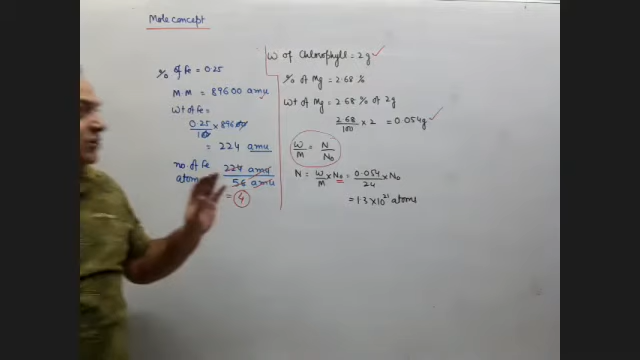 Mole concept
% of Fe = 0.25
M.M = 89600 amu
Wt of Fe =
0.25/100 × 89600
= 224 amu
no. of Fe atoms 224 amu/56 amu
= 4
W of Chlorophyll = 2g ✓
% of Mg = 2.68 %
Wt of Mg = 2.68 % of 2g
2.68/100 × 2 = 0.054g ✓
W/M = N/N₀
N = W/M × N₀ = 0.054/24 × N₀
= 1.3 × 10²¹ atoms